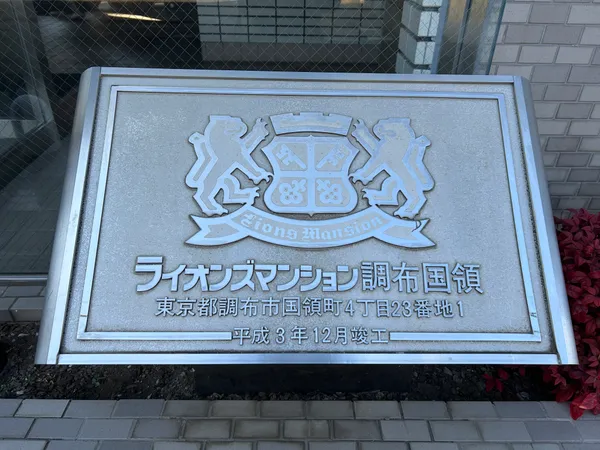 Lions Mansion
ライオンズマンション調布国領
東京都調布市国領町4丁目23番地1
平成3年12月竣工